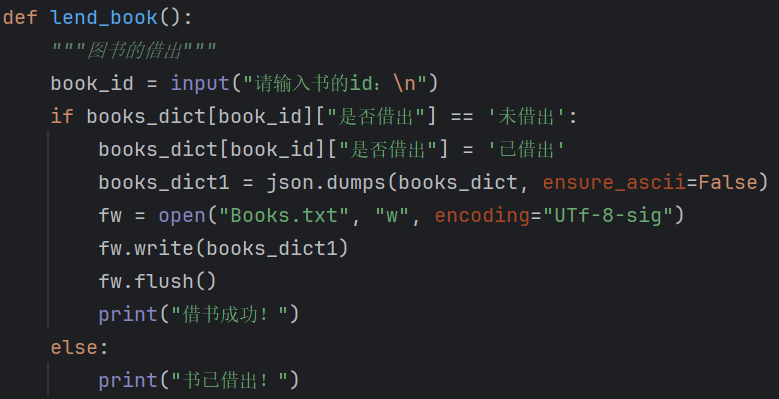 def lend_book():
    """图书的借出"""
    book_id = input("请输入书的id：\n")
    if books_dict[book_id]["是否借出"] == '未借出':
        books_dict[book_id]["是否借出"] = '已借出'
        books_dict1 = json.dumps(books_dict, ensure_ascii=False)
        fw = open("Books.txt", "w", encoding="UTf-8-sig")
        fw.write(books_dict1)
        fw.flush()
        print("借书成功！")
    else:
        print("书已借出！")